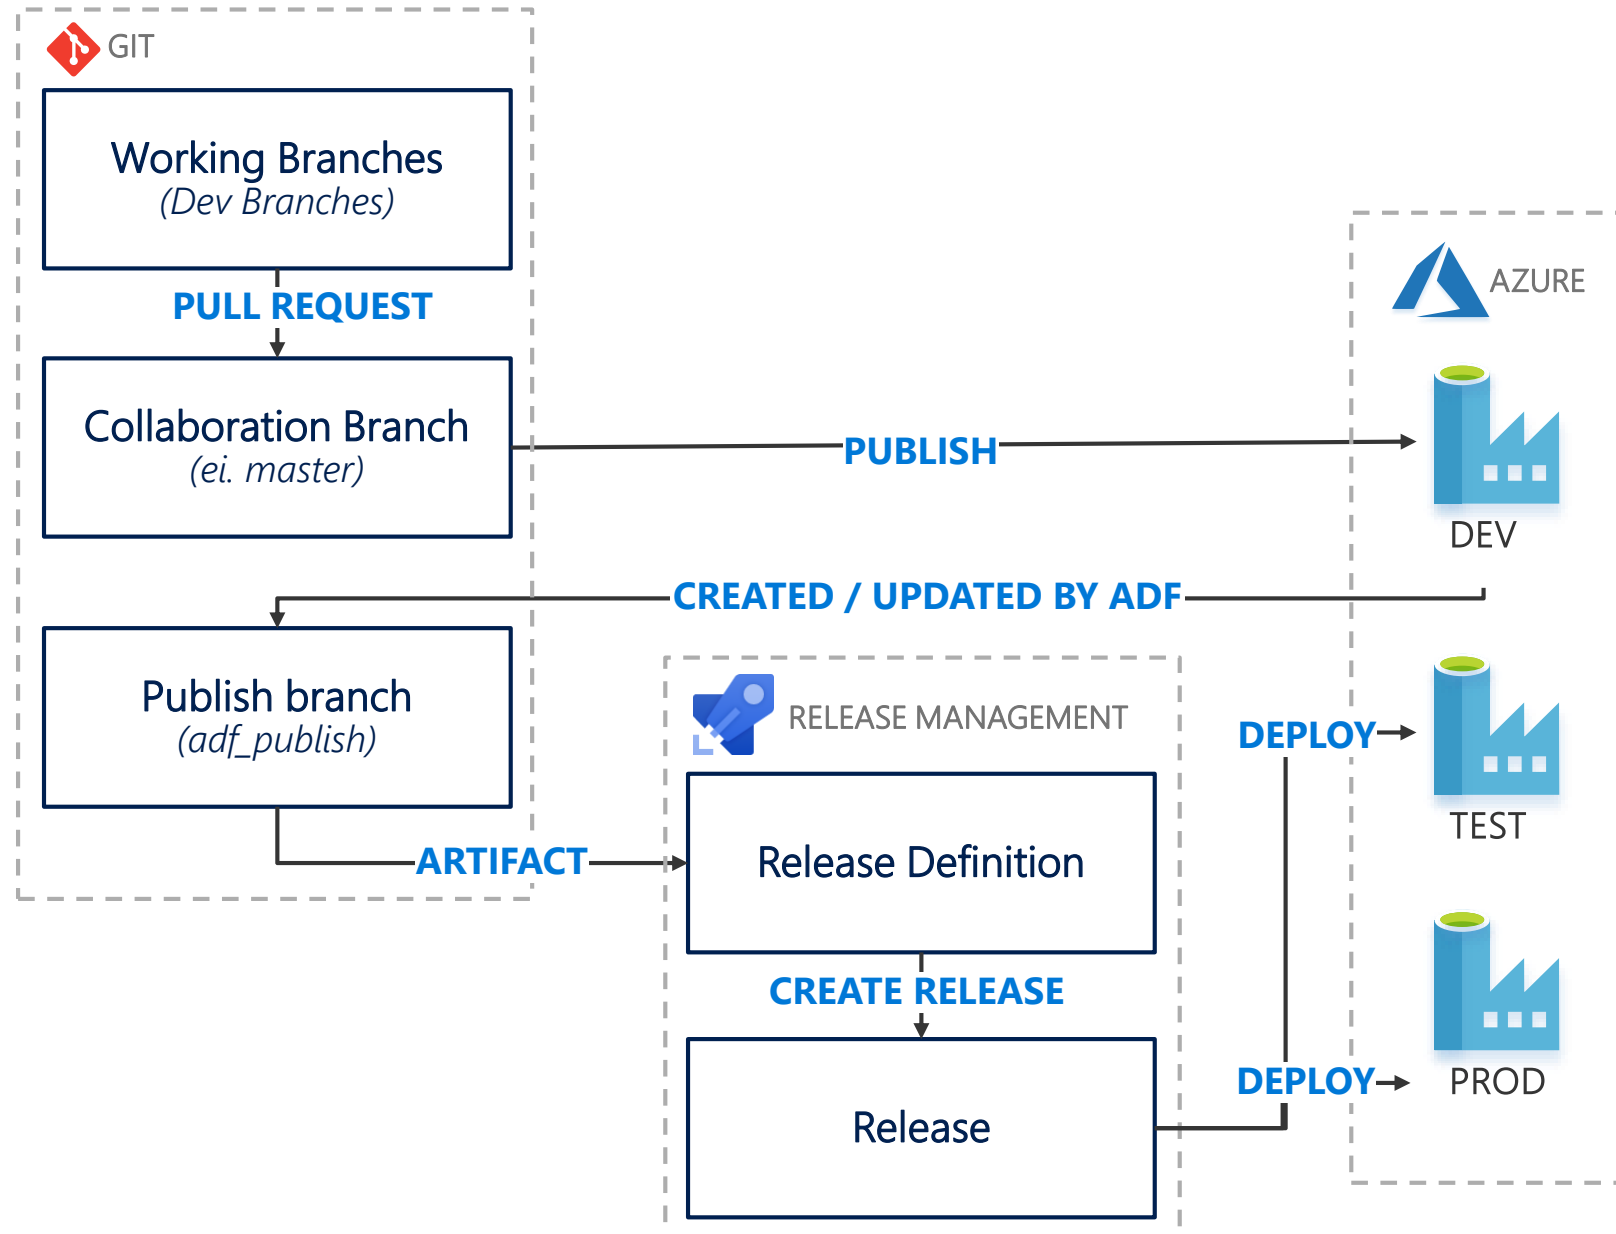 GIT
Working Branches
(Dev Branches)
PULL REQUEST
Collaboration Branch
(ei. master)
PUBLISH
AZURE
DEV
CREATED / UPDATED BY ADF
Publish branch
(adf_publish)
ARTIFACT
RELEASE MANAGEMENT
Release Definition
CREATE RELEASE
Release
DEPLOY
TEST
DEPLOY
PROD